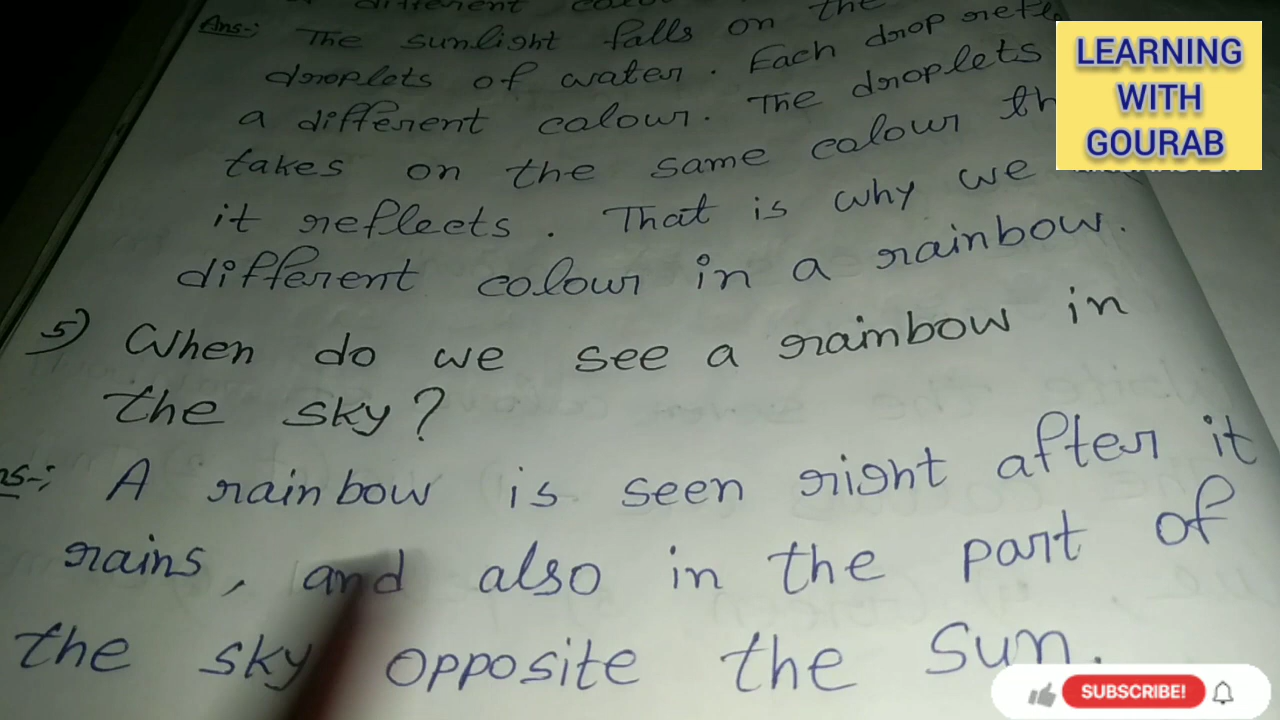 different
Ans-: The sunlight falls on the
droplets of water. Each drop
a different colour. The droplets
takes on the same colour
it reflects. That is why we
different colour in a rainbow.
5) When do we see a rainbow in
the sky?
A rainbow is seen right after it
rains, and also in the part of
the sky opposite the Sun.
LEARNING
WITH
GOURAB
SUBSCRIBE!